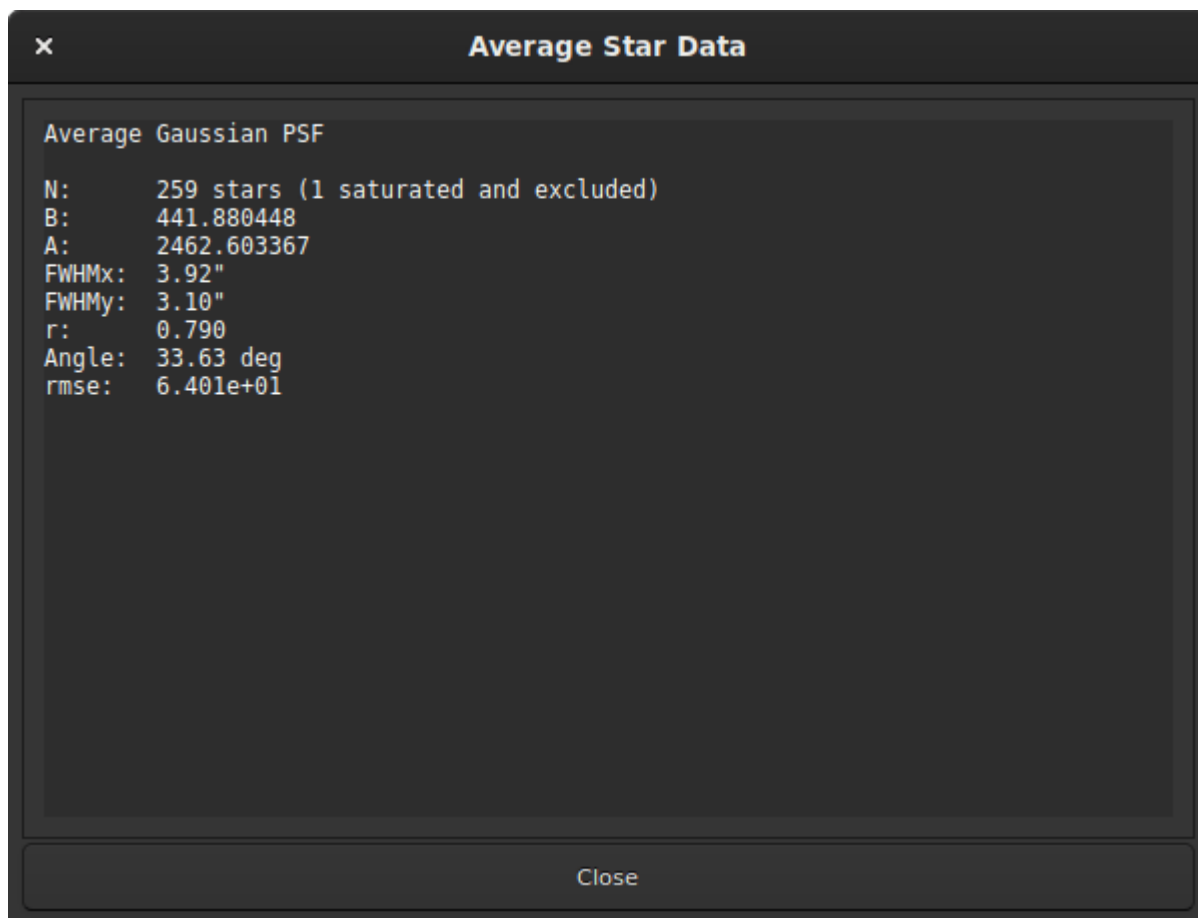 × Average Star Data
Average Gaussian PSF
N: 259 stars (1 saturated and excluded)
B: 441.880448
A: 2462.603367
FWHMx: 3.92"
FWHMy: 3.10"
r: 0.790
Angle: 33.63 deg
rmse: 6.401e+01
Close